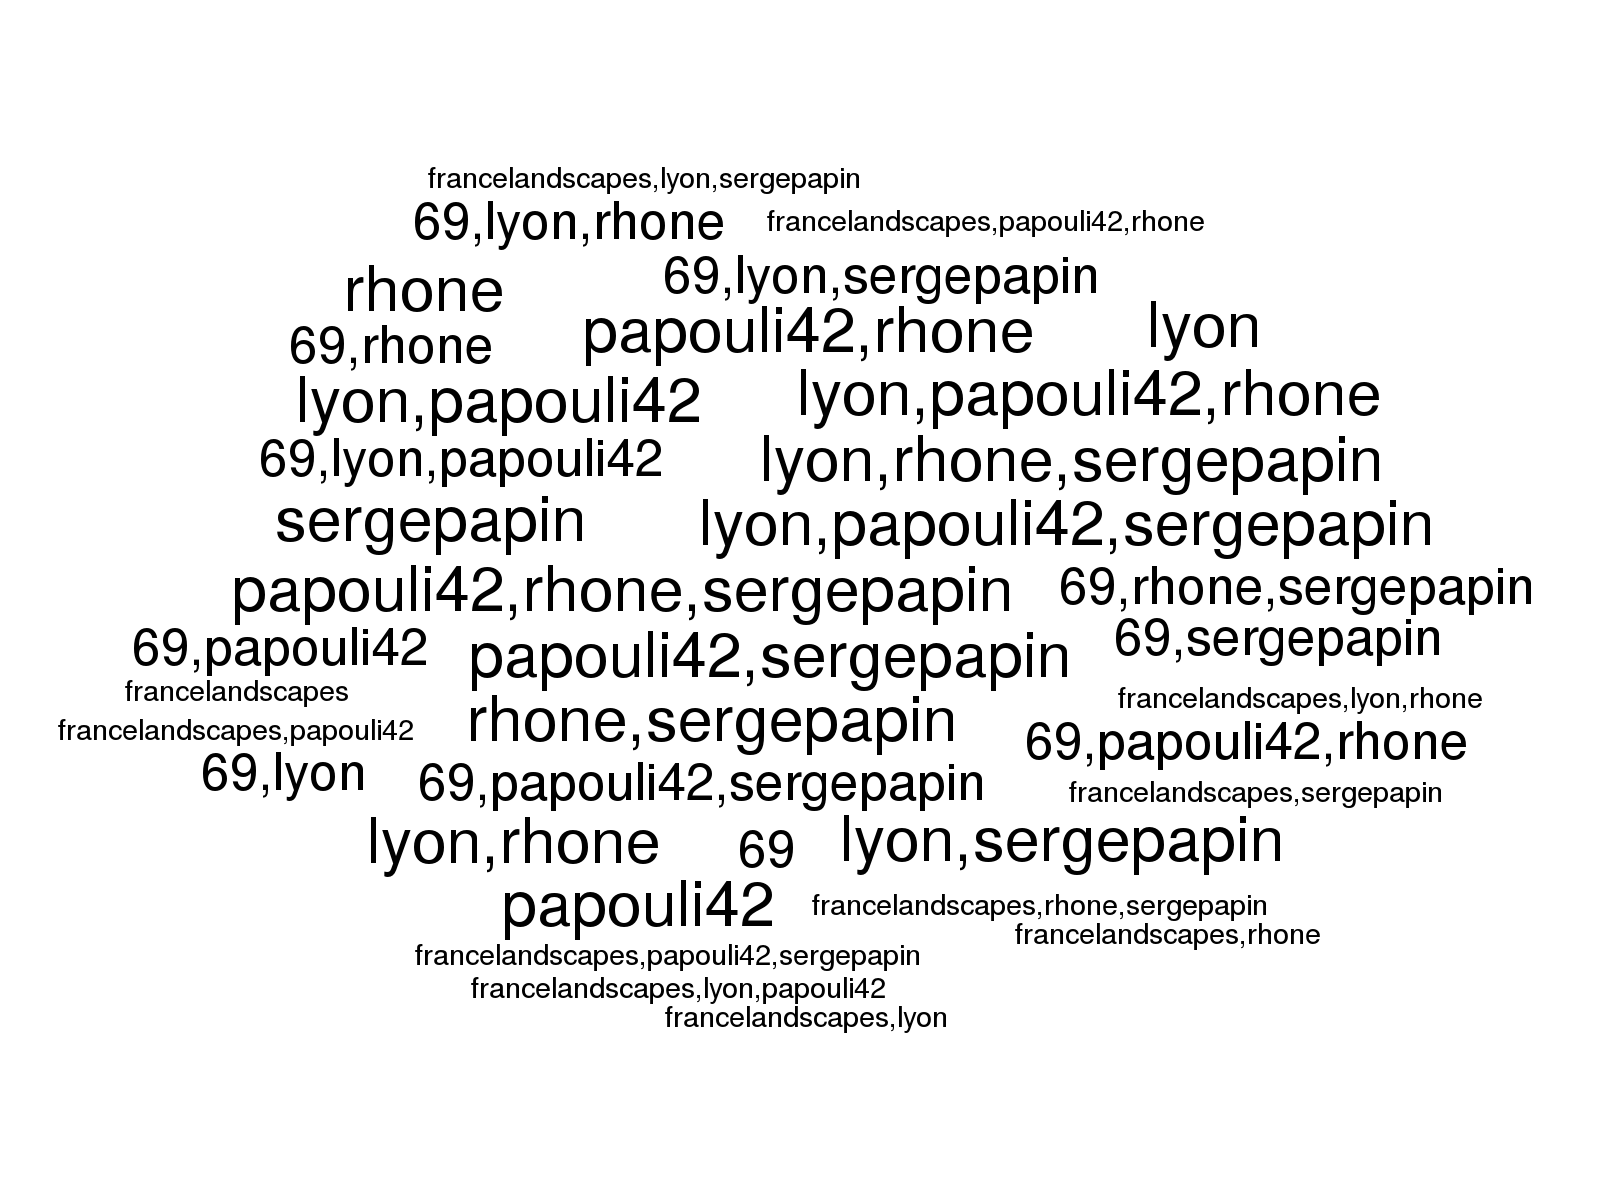 francelandscapes,lyon,sergepapin
69,lyon,rhone
francelandscapes,papouli42,rhone
69,lyon,sergepapin
rhone
papouli42,rhone
lyon
69,rhone
lyon,papouli42
lyon,papouli42,rhone
69,lyon,papouli42
lyon,rhone,sergepapin
sergepapin
lyon,papouli42,sergepapin
papouli42,rhone,sergepapin
69,rhone,sergepapin
69,papouli42
papouli42,sergepapin
69,sergepapin
francelandscapes
francelandscapes,lyon,rhone
francelandscapes,papouli42
rhone,sergepapin
69,papouli42,rhone
69,lyon
69,papouli42,sergepapin
francelandscapes,sergepapin
lyon,rhone
69
lyon,sergepapin
papouli42
francelandscapes,rhone,sergepapin
francelandscapes,rhone
francelandscapes,papouli42,sergepapin
francelandscapes,lyon,papouli42
francelandscapes,lyon